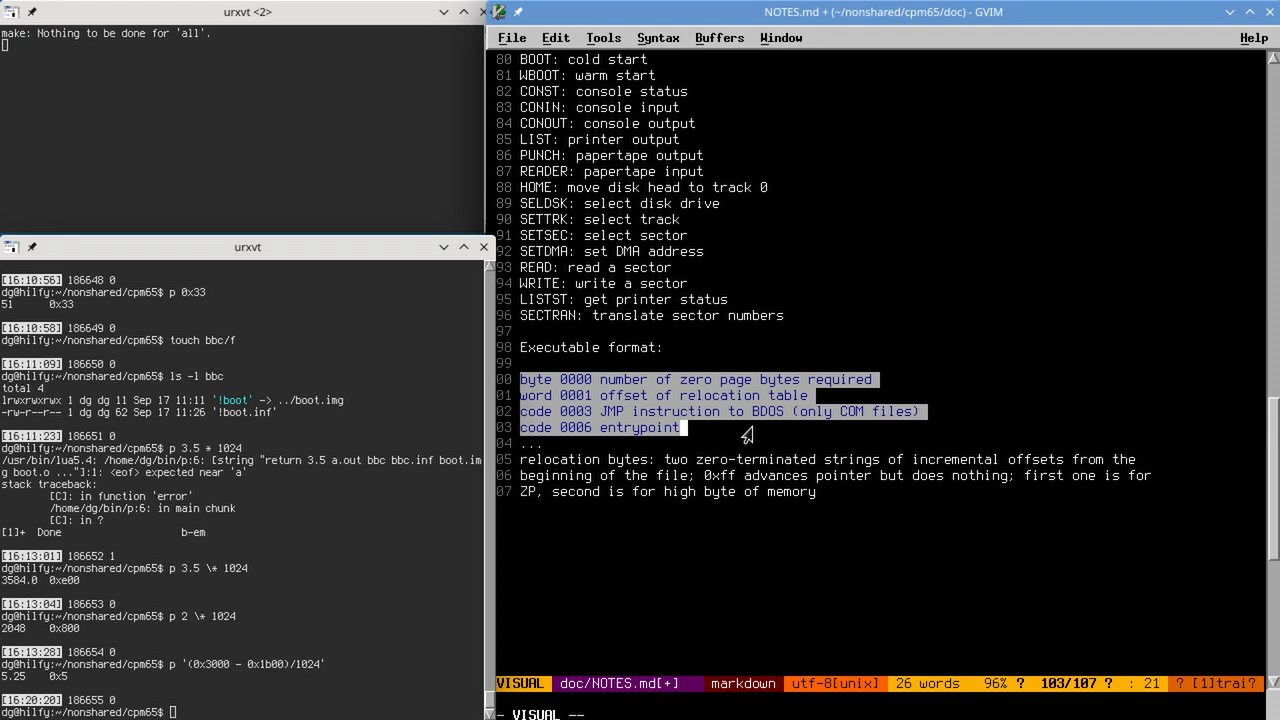 urxvt <2>
make: Nothing to be done for 'all'.
urxvt
[16:10:56] 186648 0
dg@hilfy:~/nonshared/cpm65$ p 0x33
51 0x33
[16:10:58] 186649 0
dg@hilfy:~/nonshared/cpm65$ touch bbc/f
[16:11:09] 186650 0
dg@hilfy:~/nonshared/cpm65$ ls -l bbc
total 4
lrwxrwxrwx 1 dg dg 11 Sep 17 11:11 '!boot' -> ../boot.img
-rw-r--r-- 1 dg dg 62 Sep 17 11:26 '!boot.inf'
[16:11:23] 186651 0
dg@hilfy:~/nonshared/cpm65$ p 3.5 * 1024
/usr/bin/lua5.4: /home/dg/bin/p:6: [string "return 3.5 a.out bbc bbc.inf boot.im
g boot.o ..."]:1: <eof> expected near 'a'
stack traceback:
[C]: in function 'error'
/home/dg/bin/p:6: in main chunk
[C]: in ?
[1]+ Done b-em
[16:13:01] 186652 1
dg@hilfy:~/nonshared/cpm65$ p 3.5 \* 1024
3584.0 0xe00
[16:13:04] 186653 0
dg@hilfy:~/nonshared/cpm65$ p 2 \* 1024
2048 0x800
[16:13:28] 186654 0
dg@hilfy:~/nonshared/cpm65$ p '(0x3000 - 0x1b00)/1024'
5.25 0x5
[16:20:20] 186655 0
dg@hilfy:~/nonshared/cpm65$
NOTES.md + (~/nonshared/cpm65/doc) - GVIM
File Edit Tools Syntax Buffers Window Help
80 BOOT: cold start
81 WBOOT: warm start
82 CONST: console status
83 CONIN: console input
84 CONOUT: console output
85 LIST: printer output
86 PUNCH: papertape output
87 READER: papertape input
88 HOME: move disk head to track 0
89 SELDSK: select disk drive
90 SETTRK: select track
91 SETSEC: select sector
92 SETDMA: set DMA address
93 READ: read a sector
94 WRITE: write a sector
95 LISTST: get printer status
96 SECTRAN: translate sector numbers
97
98 Executable format:
99
00 byte 0000 number of zero page bytes required
01 word 0001 offset of relocation table
02 code 0003 JMP instruction to BDOS (only COM files)
03 code 0006 entrypoint
04 ...
05 relocation bytes: two zero-terminated strings of incremental offsets from the
06 beginning of the file; 0xff advances pointer but does nothing; first one is for
07 ZP, second is for high byte of memory
VISUAL doc/NOTES.md[+] markdown utf-8[unix] 26 words 96% ? 103/107 ? : 21 ? [1]trai?
- VISUAL --